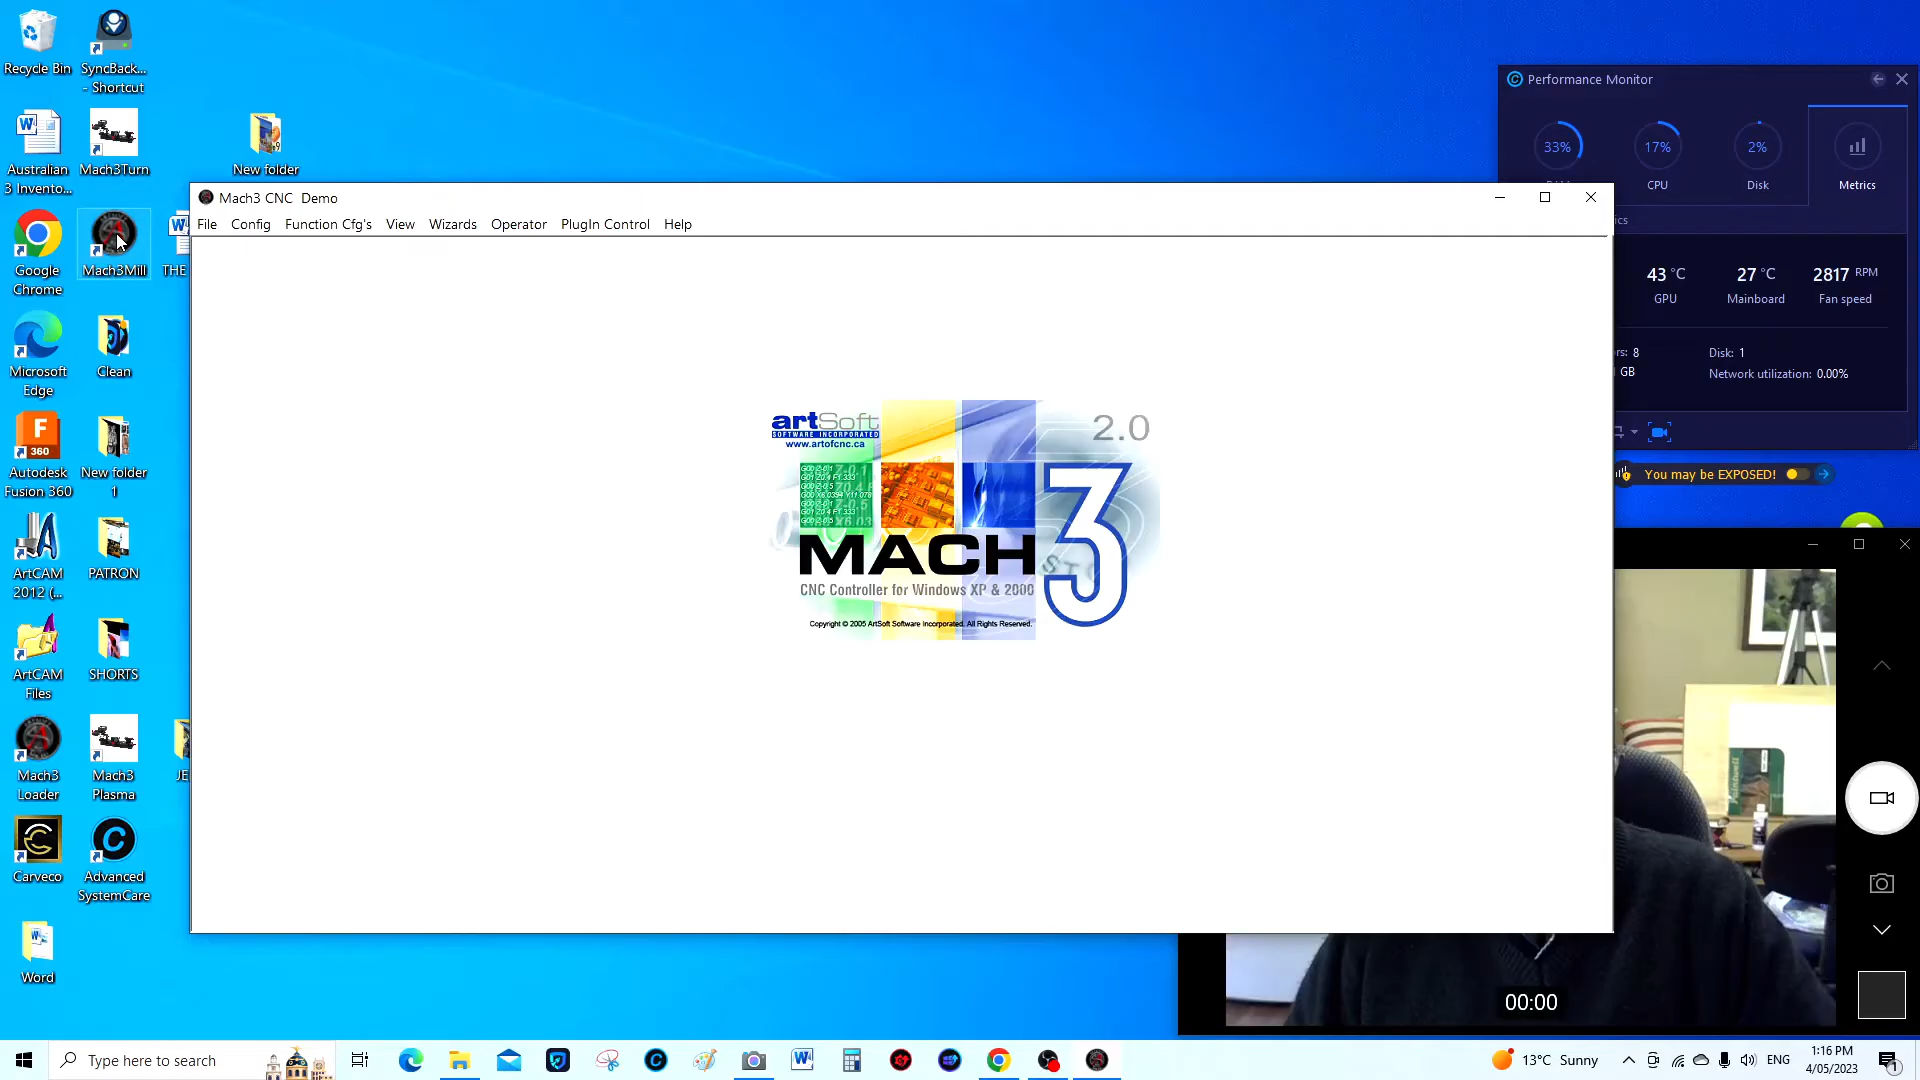 Recycle Bin
SyncBack...
- Shortcut
Australian
3 Invento...
Mach3Turn
New folder
Google
Chrome
Mach3Mill
THE
Microsoft
Edge
Clean
Autodesk
Fusion 360
New folder
1
ArtCAM
2012 (...
PATRON
ArtCAM
Files
SHORTS
Mach3
Loader
Mach3
Plasma
JE
Carveco
Advanced
SystemCare
Word
Mach3 CNC Demo
File Config Function Cfg's View Wizards Operator PlugIn Control Help
artSoft
SOFTWARE INCORPORATED
www.artofcnc.ca
2.0
MACH 3
CNC Controller for Windows XP & 2000
Copyright © 2005 ArtSoft Software Incorporated. All Rights Reserved.
Performance Monitor
33% 17% 2%
CPU Disk Metrics
43 °C 27 °C 2817 RPM
GPU Mainboard Fan speed
8 Disk: 1
GB Network utilization: 0.00%
You may be EXPOSED!
00:00
Type here to search
13°C Sunny
ENG
1:16 PM
4/05/2023
1